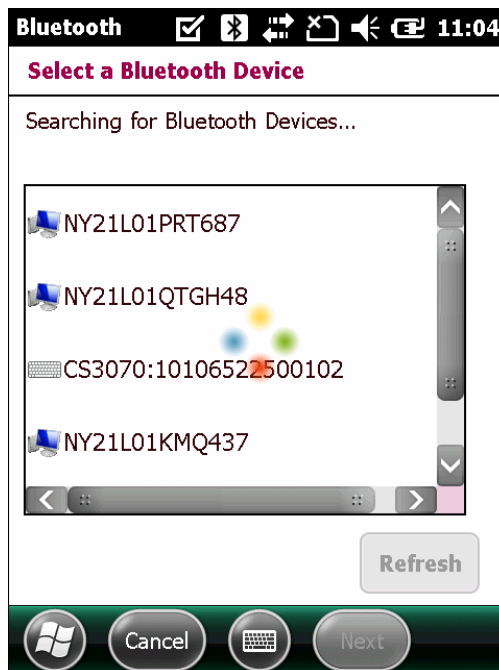 Bluetooth 11:04
Select a Bluetooth Device
Searching for Bluetooth Devices...
NY21L01PRT687
NY21L01QTGH48
CS3070:10106522500102
NY21L01KMQ437
Refresh
Cancel Next